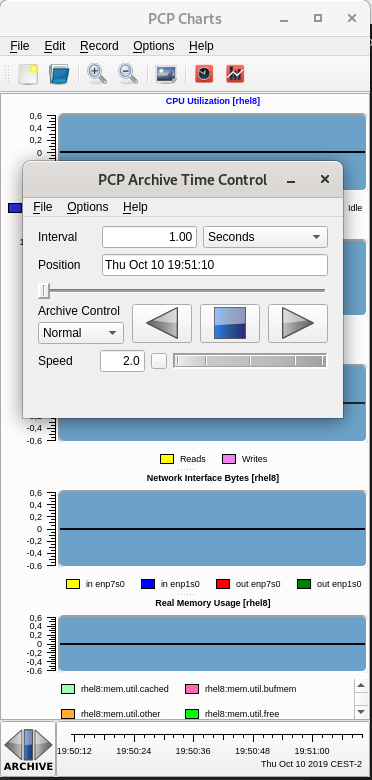 PCP Charts
File Edit Record Options Help
CPU Utilization [rhel8]
0,6
0,4
0,2
0
Idle
PCP Archive Time Control
File Options Help
Interval 1.00 Seconds
Position Thu Oct 10 19:51:10
Archive Control
Normal
Speed 2.0
-0,4
-0.6
Reads Writes
Network Interface Bytes [rhel8]
0,6
0,4
0,2
0
-0,2
-0,4
-0.6
in enp7s0 in enp1s0 out enp7s0 out enp1s0
Real Memory Usage [rhel8]
0,6
0,4
0,2
0
-0,2
-0,4
-0.6
rhel8:mem.util.cached rhel8:mem.util.bufmem
rhel8:mem.util.other rhel8:mem.util.free
ARCHIVE
19:50:12 19:50:24 19:50:36 19:50:48 19:51:00
Thu Oct 10 2019 CEST-2